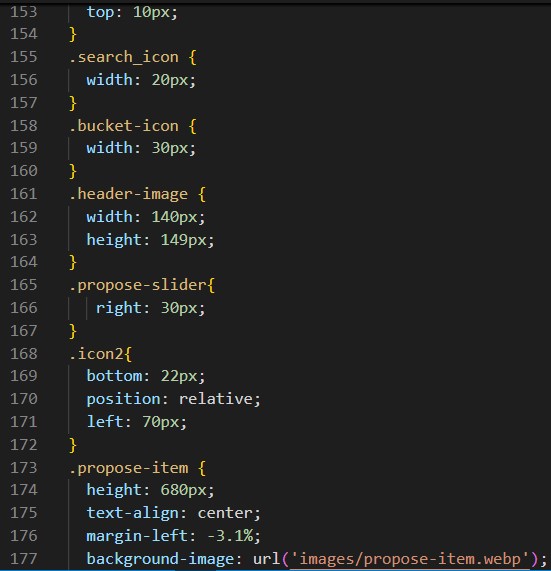 153 top: 10px;
154 }
155 .search_icon {
156 width: 20px;
157 }
158 .bucket-icon {
159 width: 30px;
160 }
161 .header-image {
162 width: 140px;
163 height: 149px;
164 }
165 .propose-slider{
166 right: 30px;
167 }
168 .icon2{
169 bottom: 22px;
170 position: relative;
171 left: 70px;
172 }
173 .propose-item {
174 height: 680px;
175 text-align: center;
176 margin-left: -3.1%;
177 background-image: url('images/propose-item.webp');